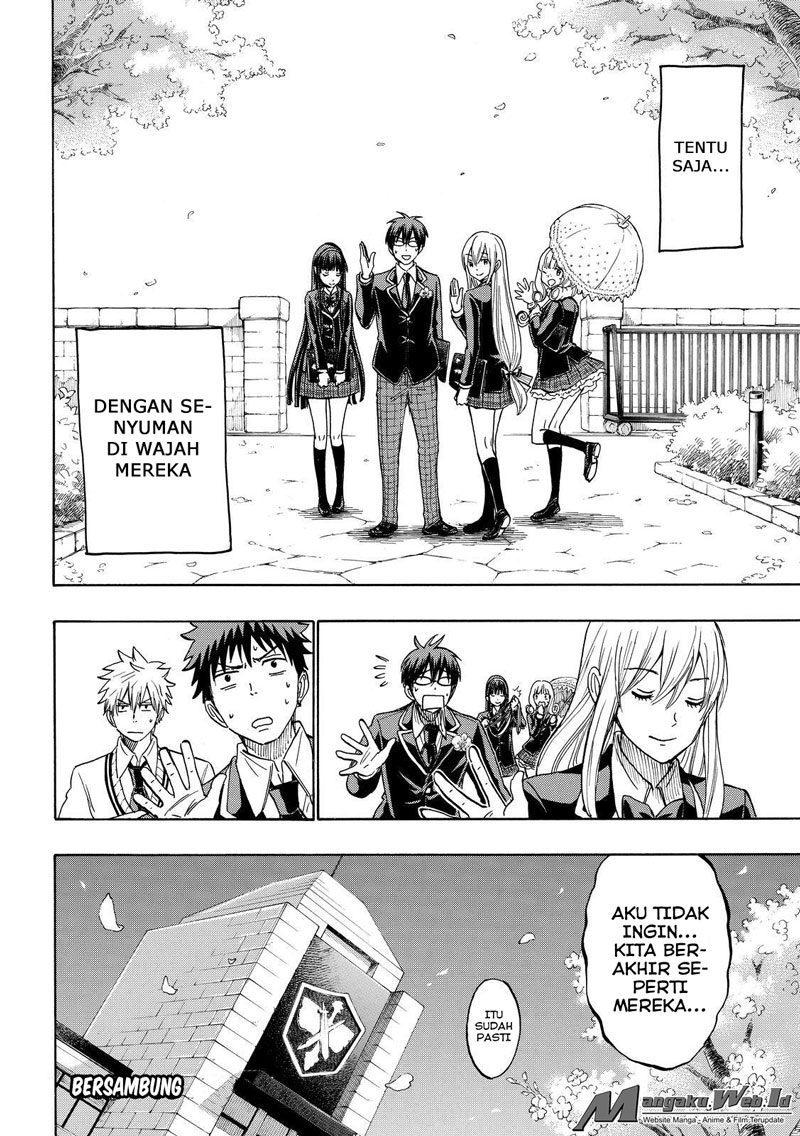 TENTU
SAJA...
DENGAN SE-
NYUMAN
DI WAJAH
MEREKA
AKU TIDAK
INGIN...
KITA BER-
AKHIR SE-
PERTI
MEREKA...
ITU
SUDAH
PASTI
BERSAMBUNG
Mangaku.Web.Id
Website Manga - Anime & Film Terupdate